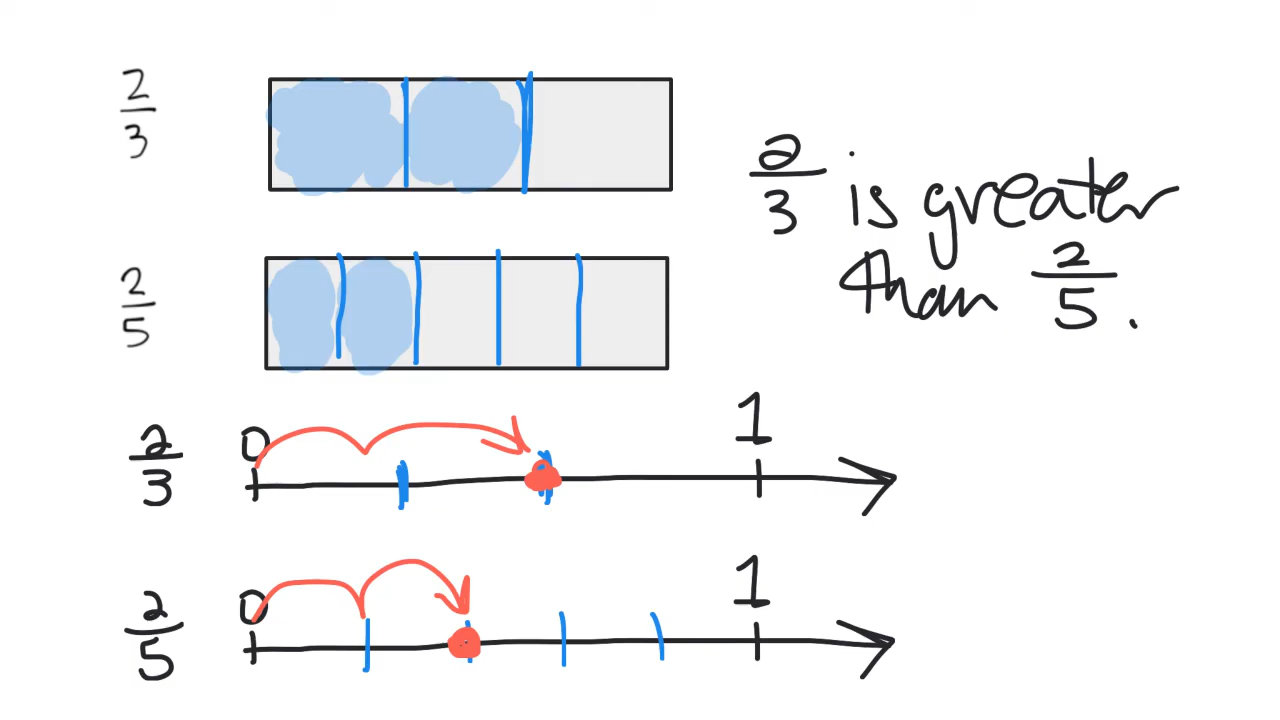 2/3
2/3 is greater
than 2/5.
2/5
2/3 0 1
2/5 0 1